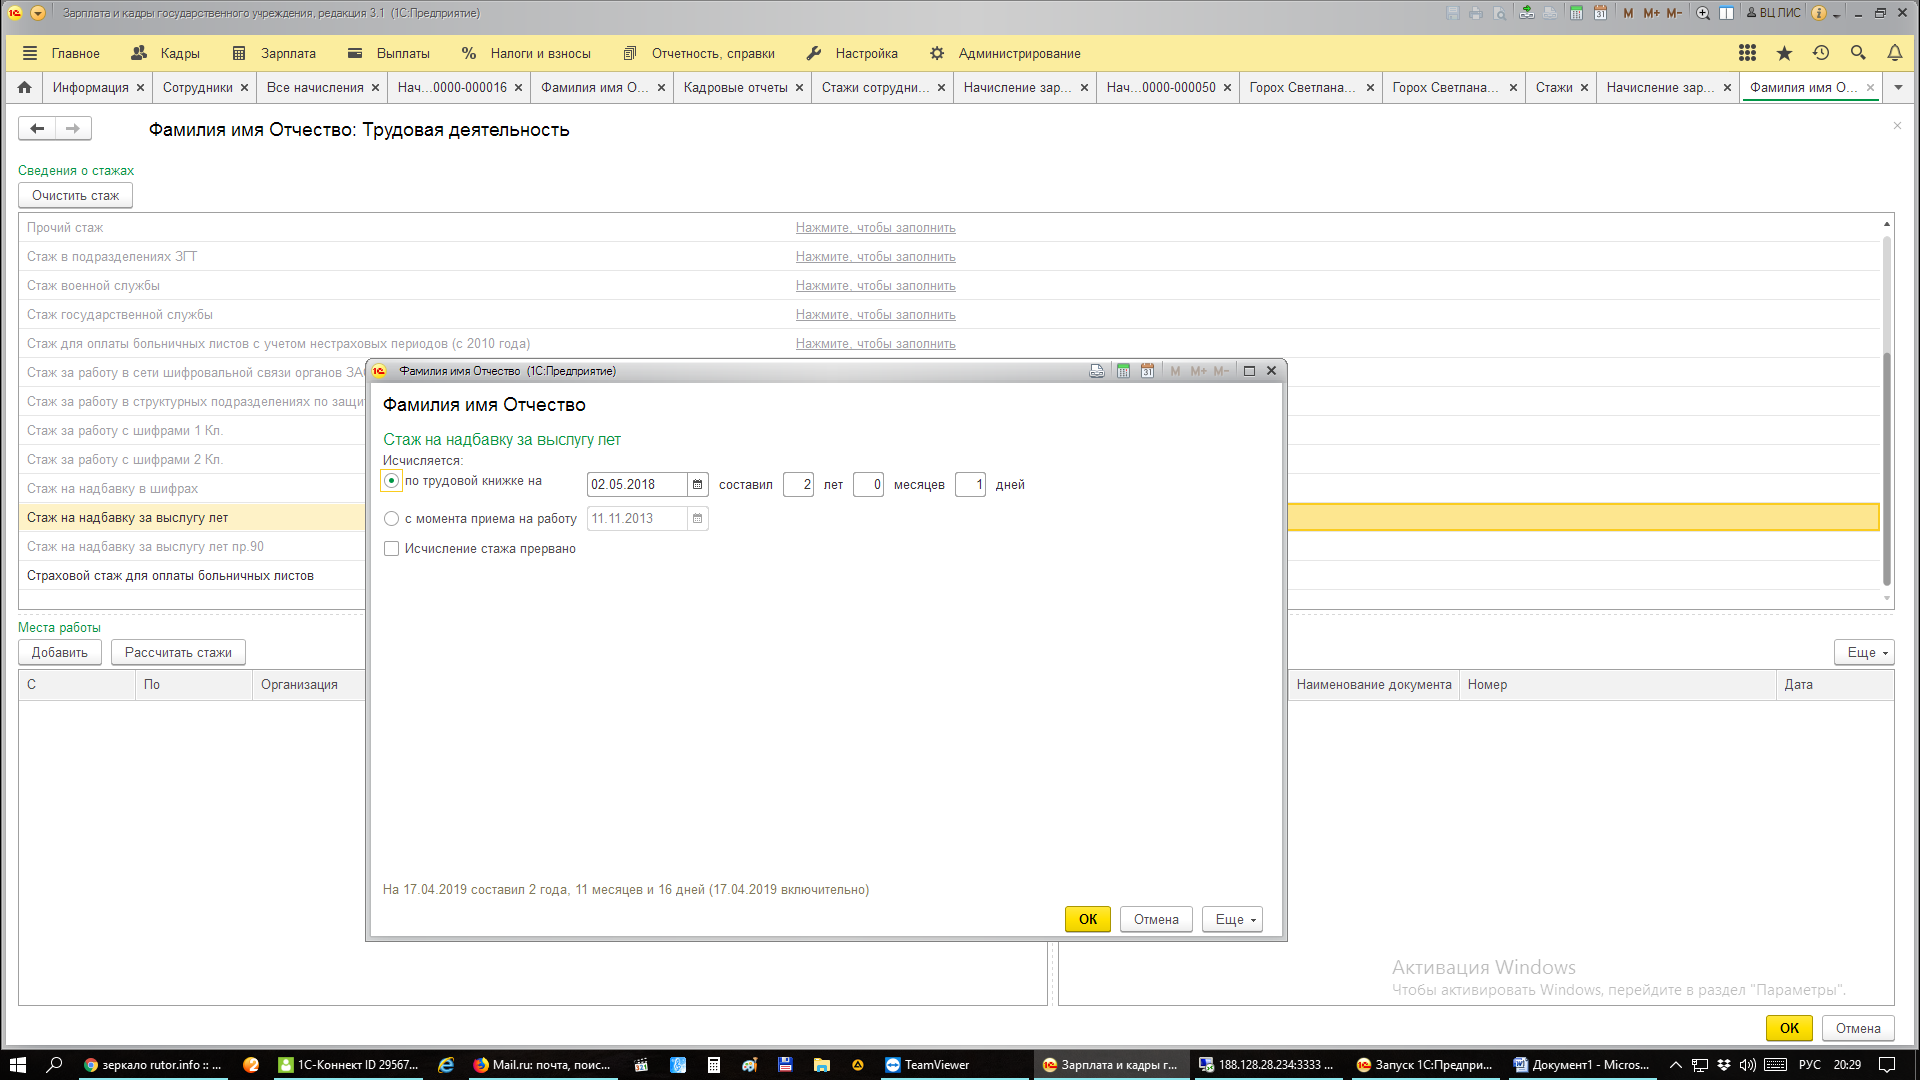 Зарплата и кадры государственного учреждения, редакция 3.1 (1С:Предприятие)
M M+ M- ВЦ ЛИС
Главное Кадры Зарплата Выплаты Налоги и взносы Отчетность, справки Настройка Администрирование
Информация Сотрудники Все начисления Нач...0000-000016 Фамилия имя О... Кадровые отчеты Стажи сотрудни... Начисление зар... Нач...0000-000050 Горох Светлана... Горох Светлана... Стажи Начисление зар... Фамилия имя О...
Фамилия имя Отчество: Трудовая деятельность
Сведения о стажах
Очистить стаж
Прочий стаж Нажмите, чтобы заполнить
Стаж в подразделениях ЗГТ Нажмите, чтобы заполнить
Стаж военной службы Нажмите, чтобы заполнить
Стаж государственной службы Нажмите, чтобы заполнить
Стаж для оплаты больничных листов с учетом нестраховых периодов (с 2010 года) Нажмите, чтобы заполнить
Стаж за работу в сети шифровальной связи органов
Стаж за работу в структурных подразделениях по
Стаж за работу с шифрами 1 Кл.
Стаж за работу с шифрами 2 Кл.
Стаж на надбавку в шифрах
Стаж на надбавку за выслугу лет
Стаж на надбавку за выслугу лет пр.90
Страховой стаж для оплаты больничных листов
Фамилия имя Отчество (1С:Предприятие)
31 M M+ M-
Фамилия имя Отчество
Стаж на надбавку за выслугу лет
Исчисляется:
по трудовой книжке на 02.05.2018 составил 2 лет 0 месяцев 1 дней
с момента приема на работу 11.11.2013
Исчисление стажа прервано
На 17.04.2019 составил 2 года, 11 месяцев и 16 дней (17.04.2019 включительно)
ОК Отмена Еще
Места работы
Добавить Рассчитать стажи Еще
С По Организация Наименование документа Номер Дата
Активация Windows
Чтобы активировать Windows, перейдите в раздел "Параметры".
ОК Отмена
зеркало rutor.info :: ... 1С-Коннект ID 29567... Mail.ru: почта, поис... TeamViewer Зарплата и кадры г... 188.128.28.234:3333 ... Запуск 1С:Предпри... Документ1 - Micros... РУС 20:29